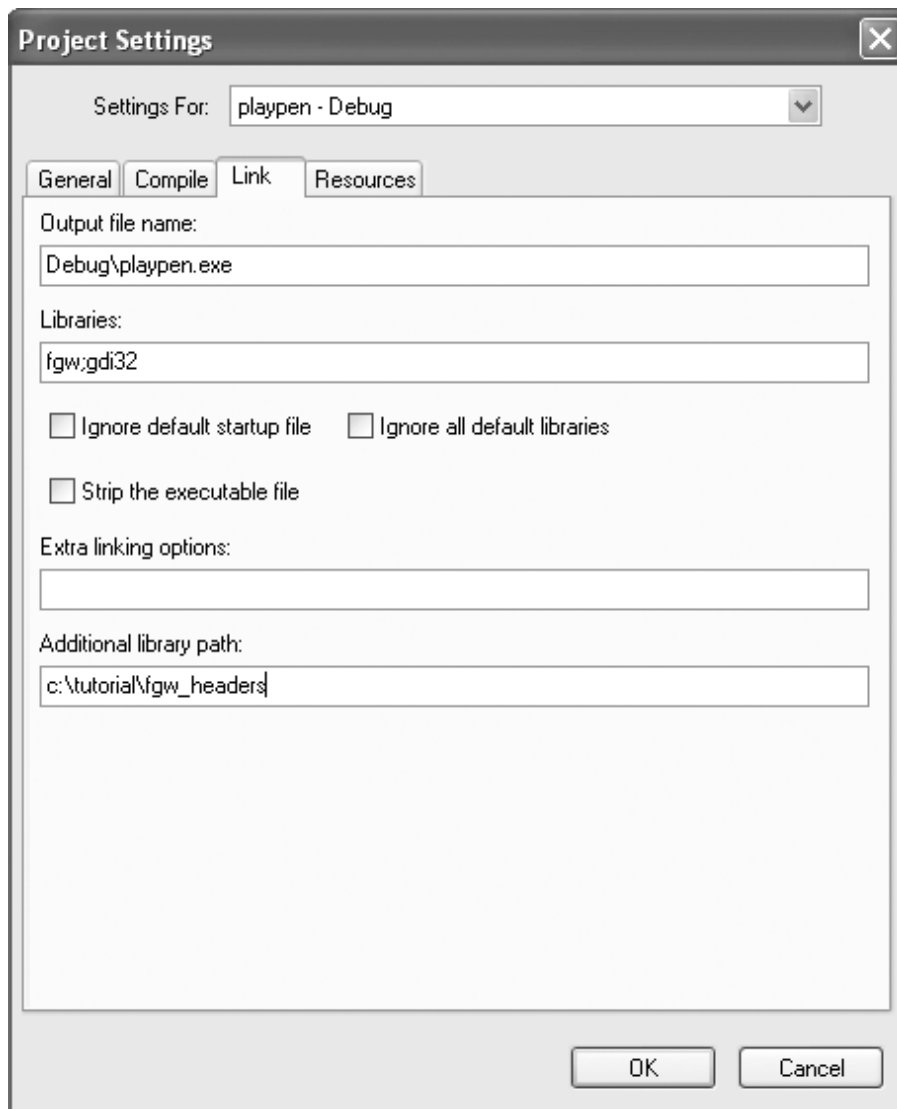 Project Settings
Settings For: playpen - Debug
General Compile Link Resources
Output file name:
Debug\playpen.exe
Libraries:
fgw;gdi32
Ignore default startup file Ignore all default libraries
Strip the executable file
Extra linking options:
Additional library path:
c:\tutorial\fgw_headers
OK Cancel